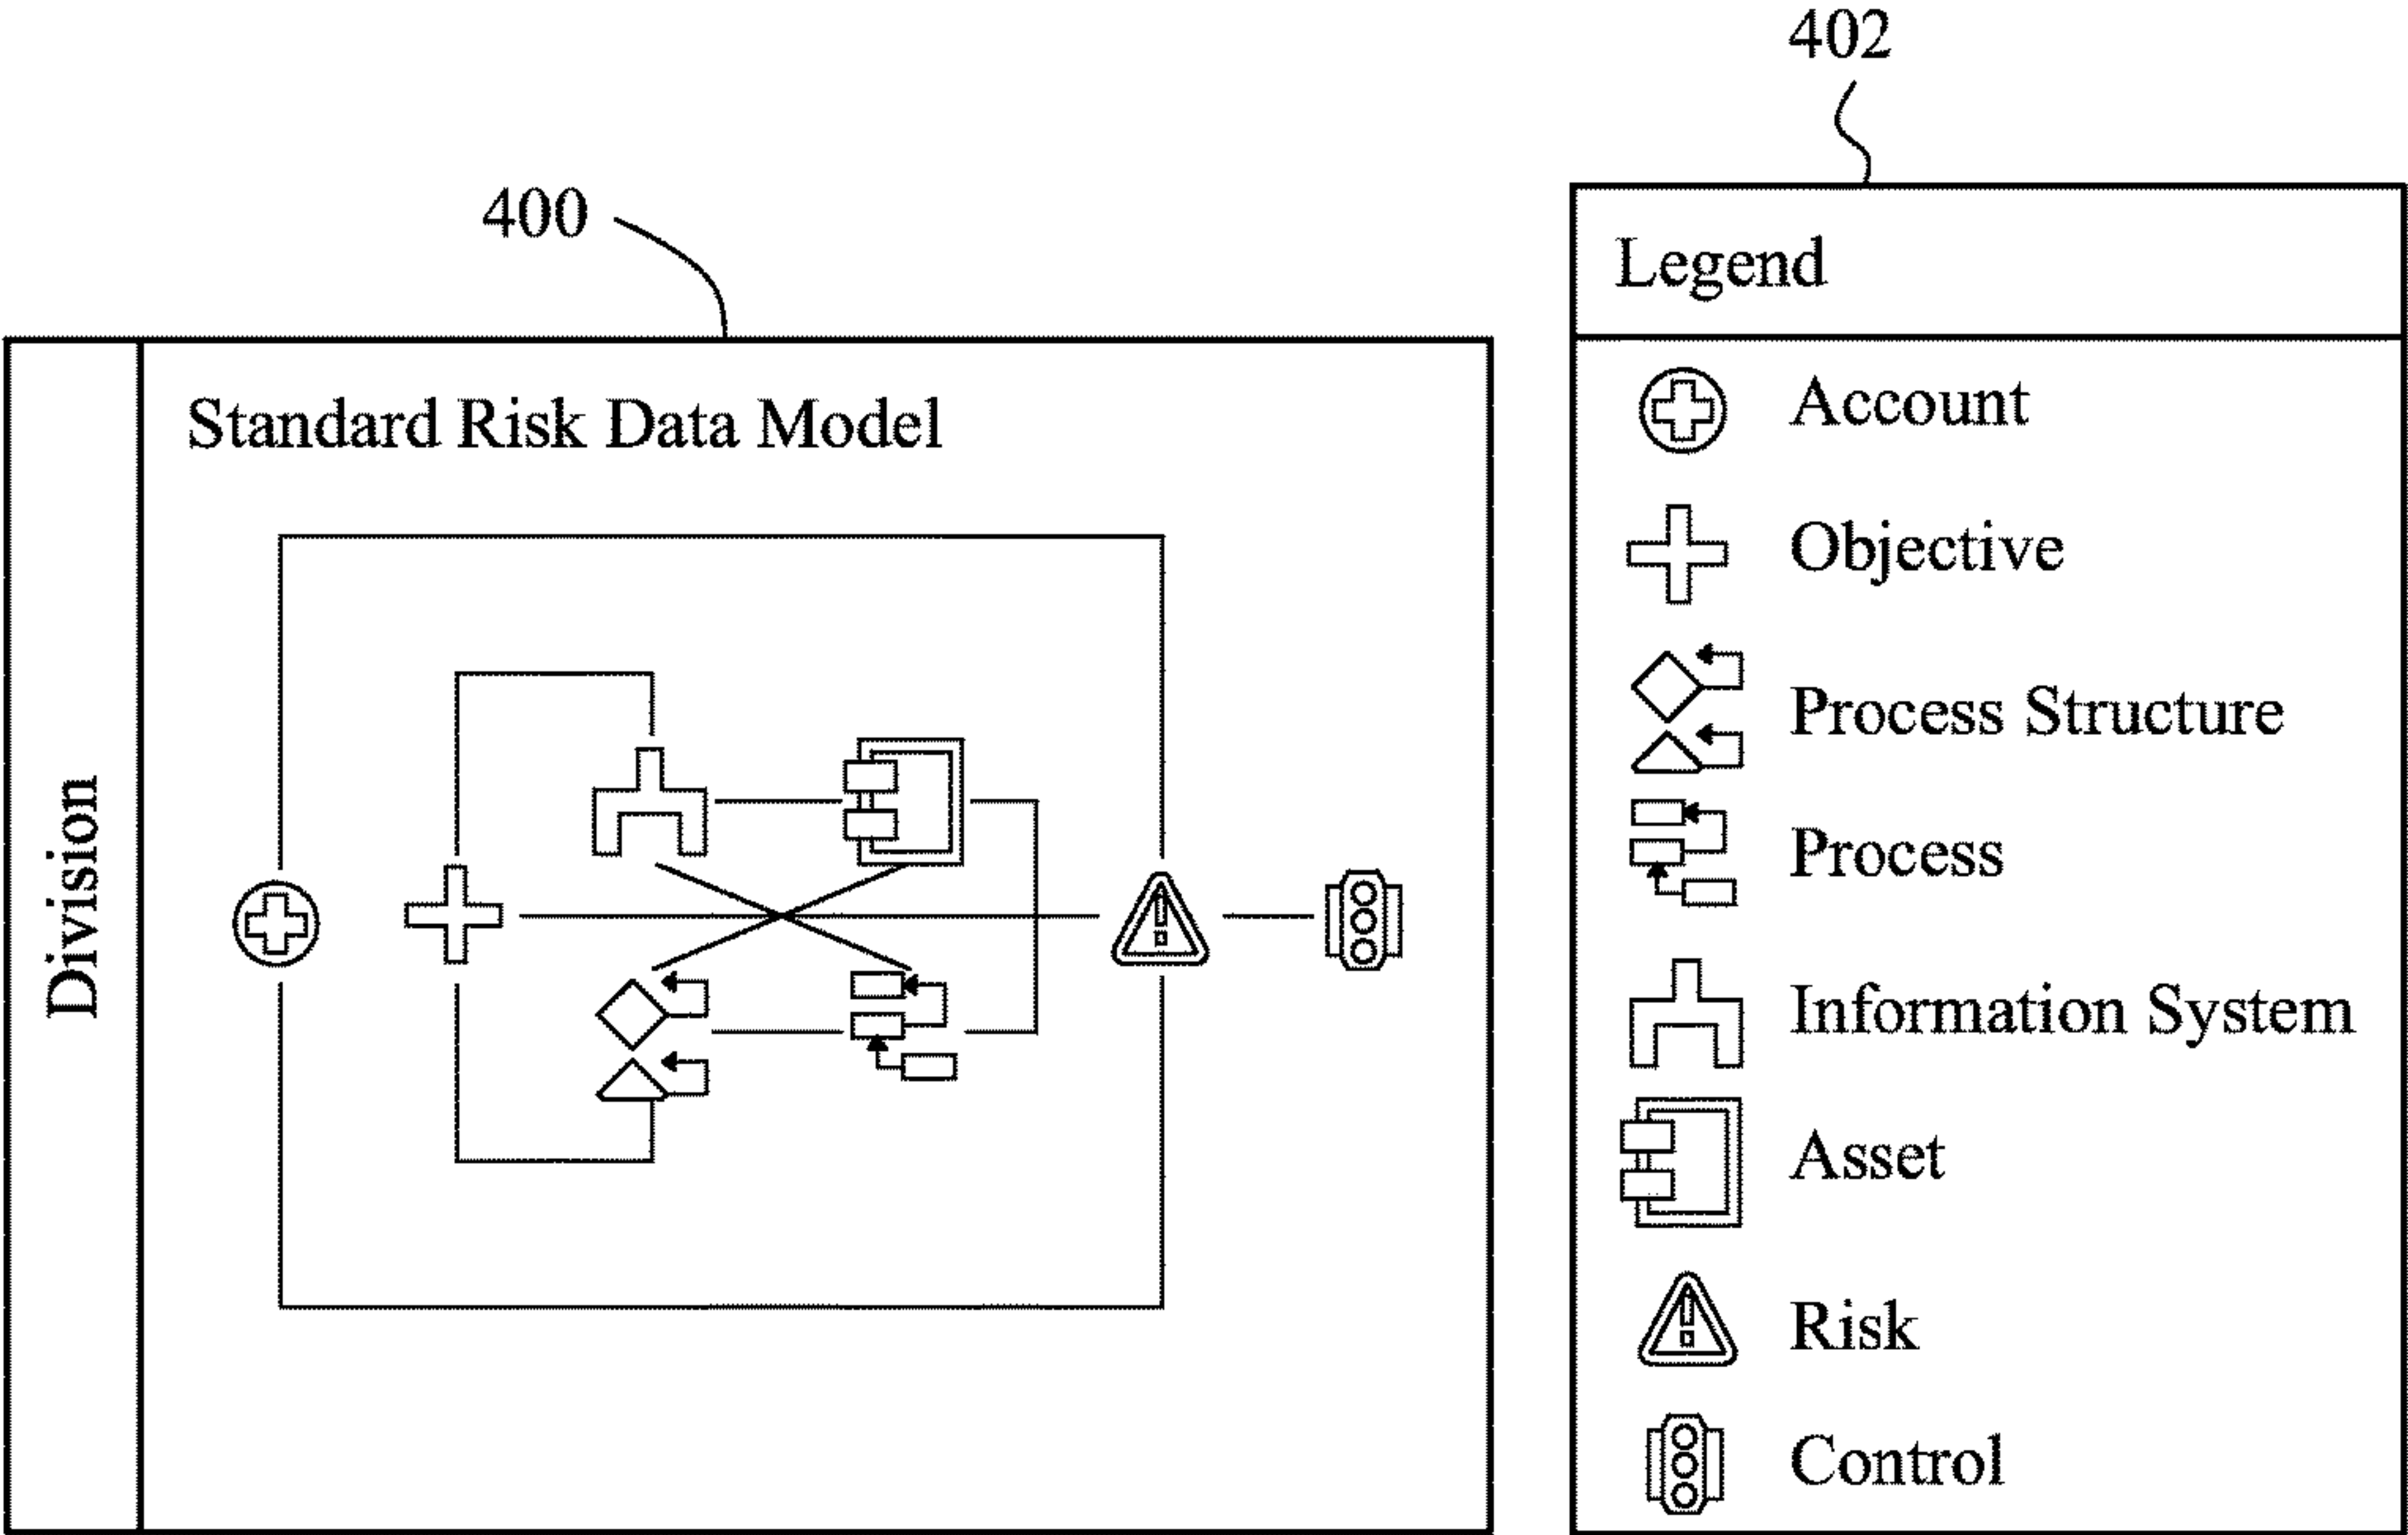 402
400
Legend
Division
Standard Risk Data Model
Account
Objective
Process Structure
Process
Information System
Asset
Risk
Control